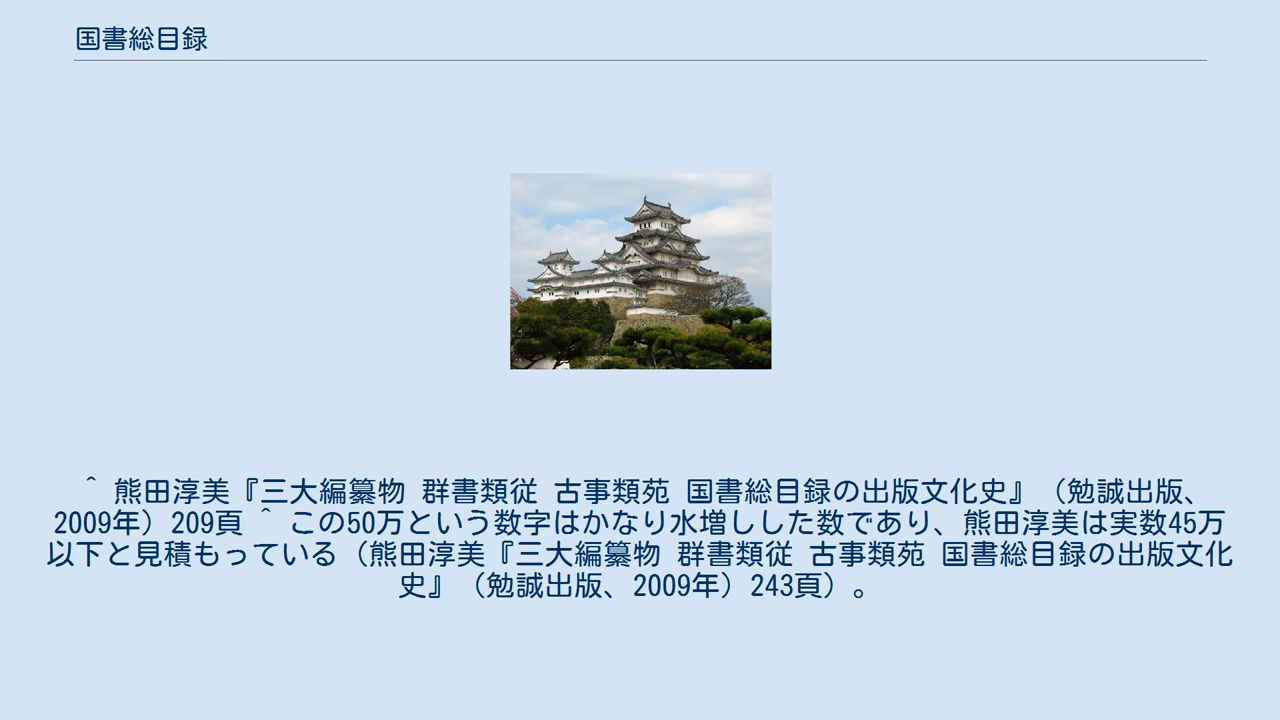 国書総目録
＾ 熊田淳美『三大編纂物 群書類従 古事類苑 国書総目録の出版文化史』（勉誠出版、
2009年）209頁 ＾ この50万という数字はかなり水増しした数であり、熊田淳美は実数45万
以下と見積もっている（熊田淳美『三大編纂物 群書類従 古事類苑 国書総目録の出版文化
史』（勉誠出版、2009年）243頁）。